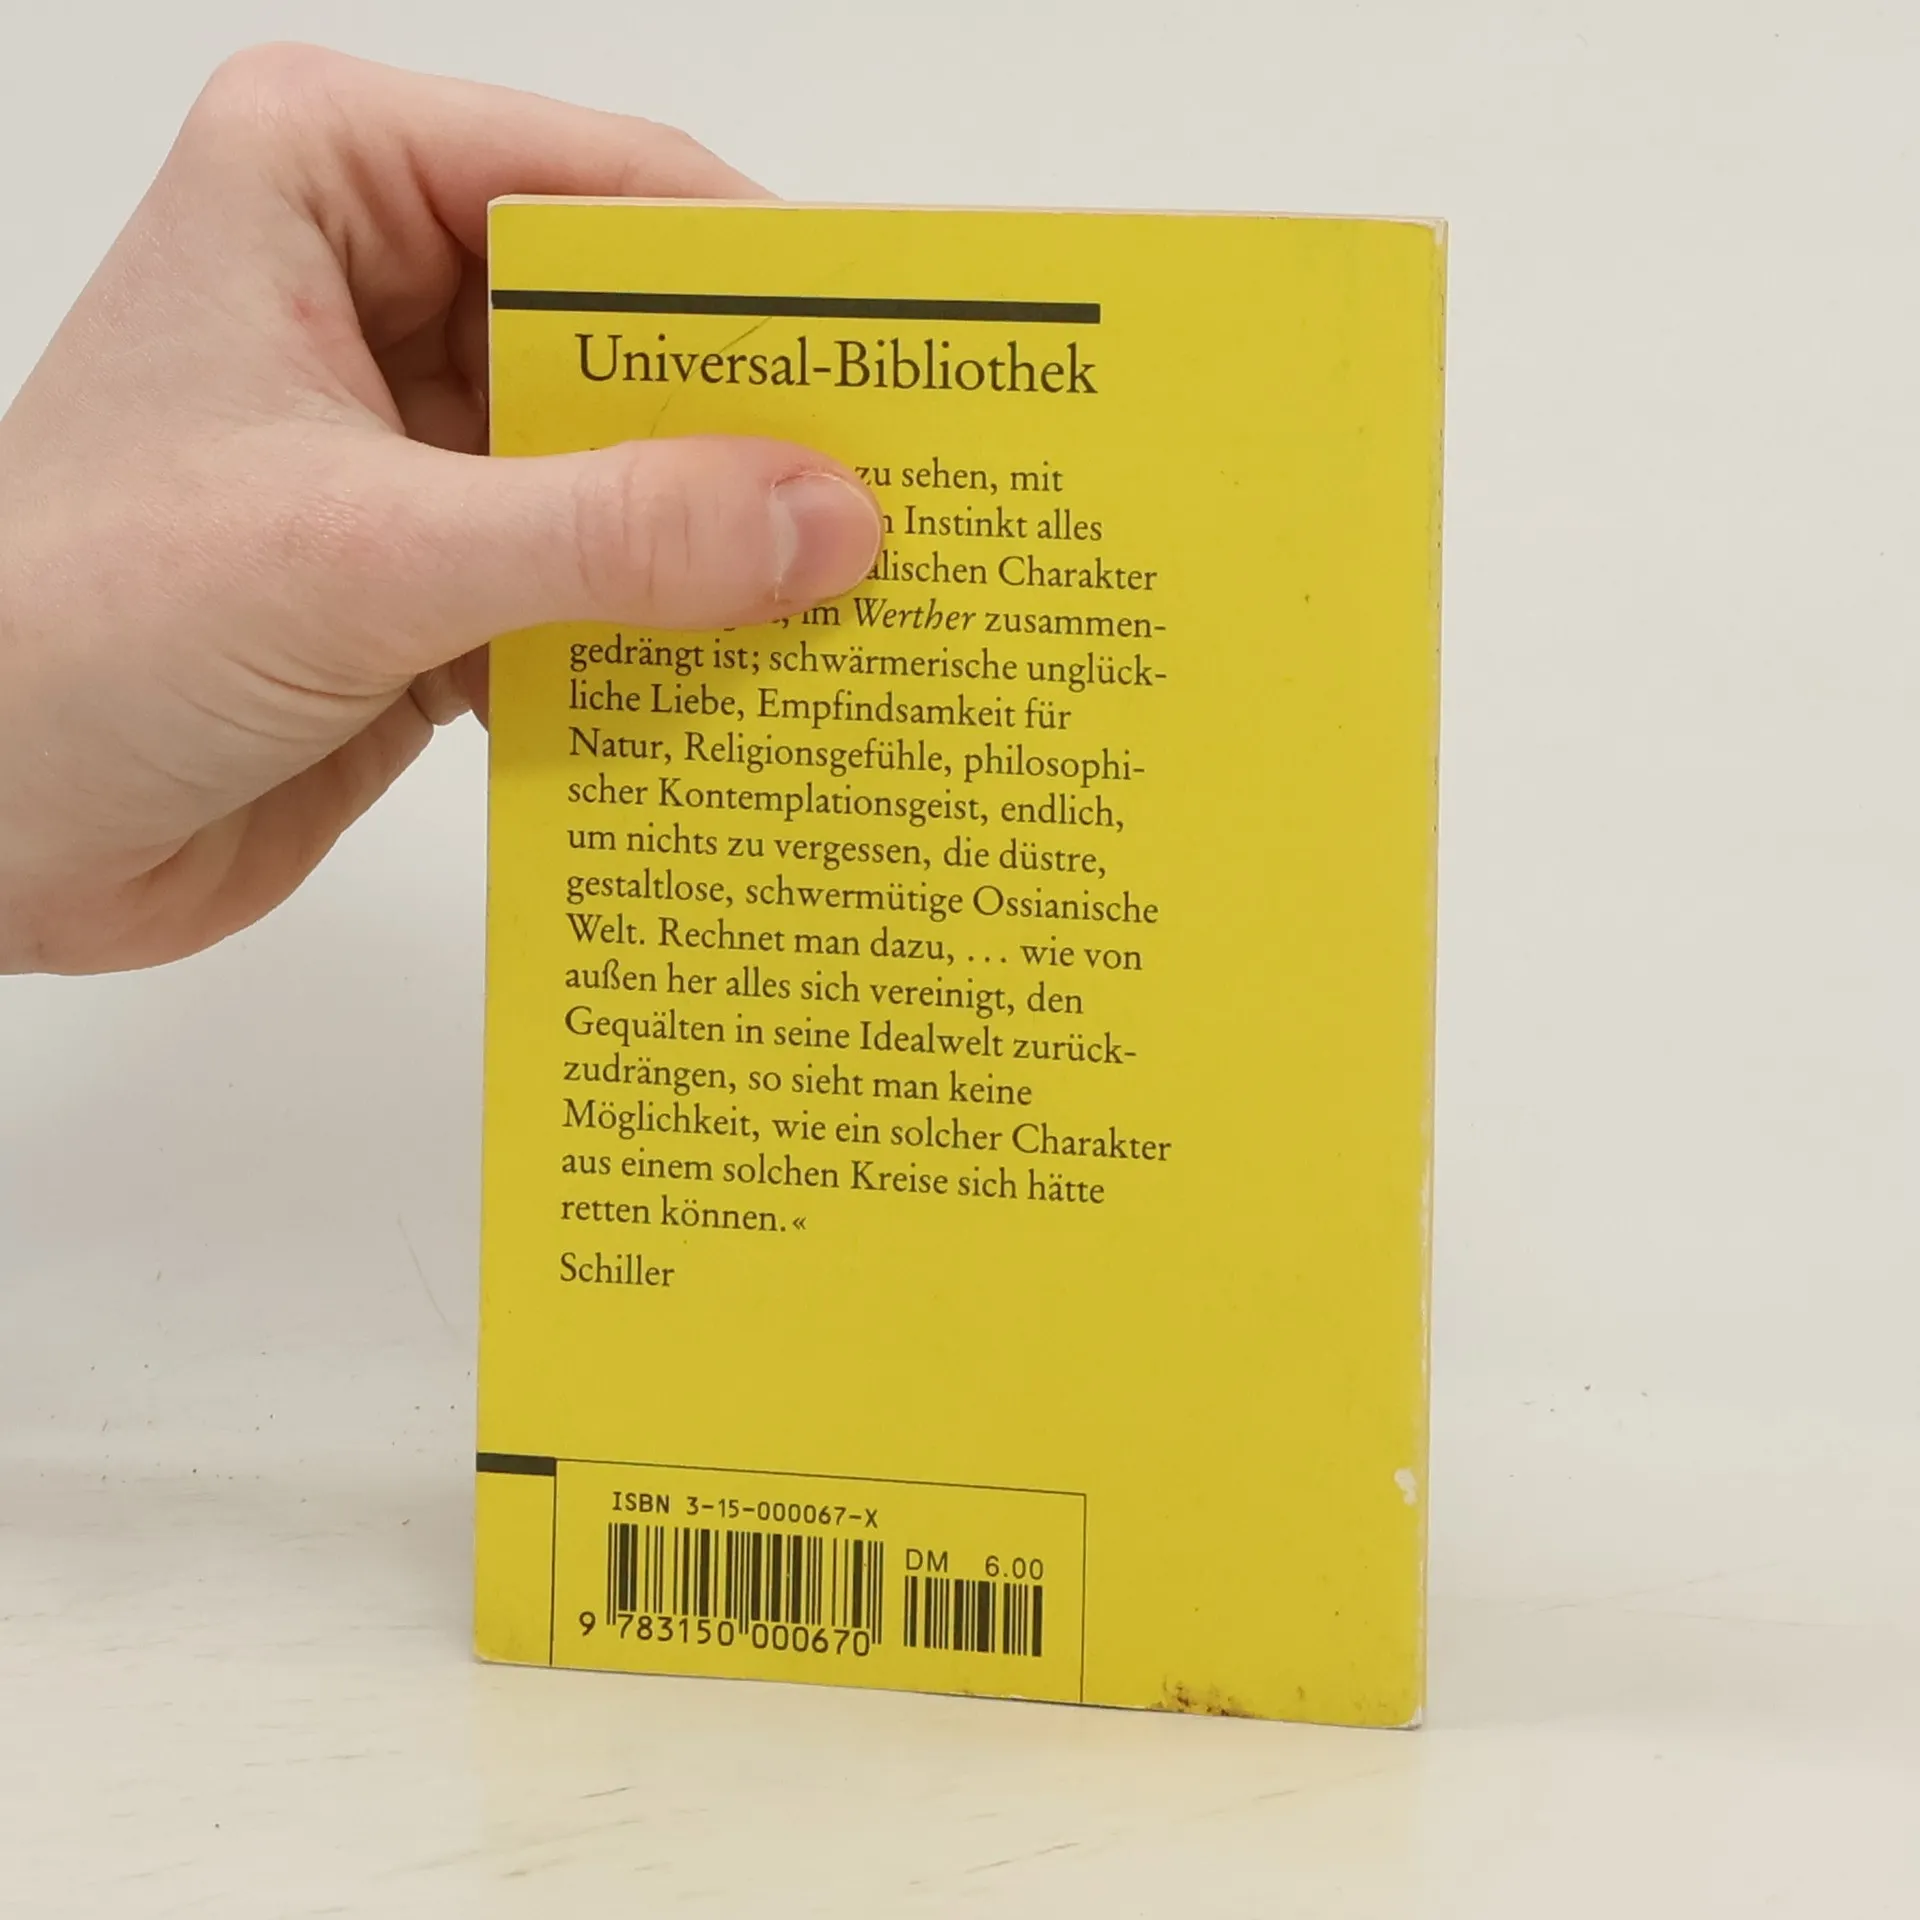 Universal-Bibliothek
zu sehen, mit
Instinkt alles
Charakter
im Werther zusammen-
gedrängt ist; schwärmerische unglück-
liche Liebe, Empfindsamkeit für
Natur, Religionsgefühle, philosophi-
scher Kontemplationsgeist, endlich,
um nichts zu vergessen, die düstre,
gestaltlose, schwermütige Ossianische
Welt. Rechnet man dazu, ... wie von
außen her alles sich vereinigt, den
Gequälten in seine Idealwelt zurück-
zudrängen, so sieht man keine
Möglichkeit, wie ein solcher Charakter
aus einem solchen Kreise sich hätte
retten können.«
Schiller
ISBN 3-15-000067-X
DM 6.00
9 783150 000670